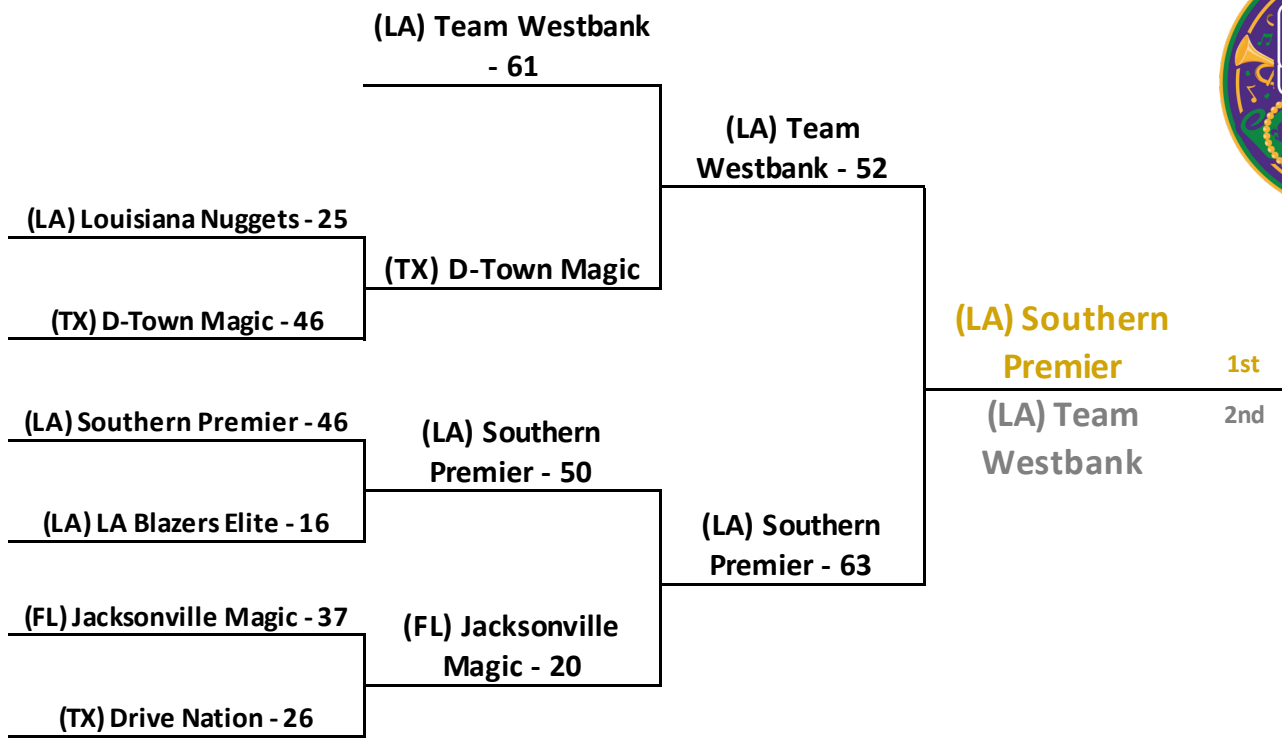 (LA) Team Westbank
- 61
(LA) Team
Westbank - 52
(LA) Louisiana Nuggets - 25
(TX) D-Town Magic
(TX) D-Town Magic - 46
(LA) Southern
Premier
1st
(LA) Team
Westbank
2nd
(LA) Southern Premier - 46
(LA) Southern
Premier - 50
(LA) LA Blazers Elite - 16
(LA) Southern
Premier - 63
(FL) Jacksonville Magic - 37
(FL) Jacksonville
Magic - 20
(TX) Drive Nation - 26